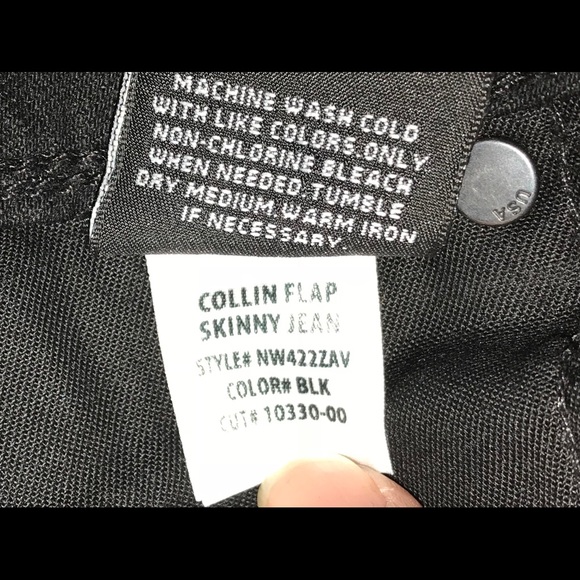 MACHINE WASH COLD
WITH LIKE COLORS.ONLY
NON-CHLORINE BLEACH
WHEN NEEDED.TUMBLE
DRY MEDIUM.WARM IRON
IF NECESSARY.
USA
COLLIN FLAP
SKINNY JEAN
STYLE# NW422ZAV
COLOR# BLK
CUT# 10330-00